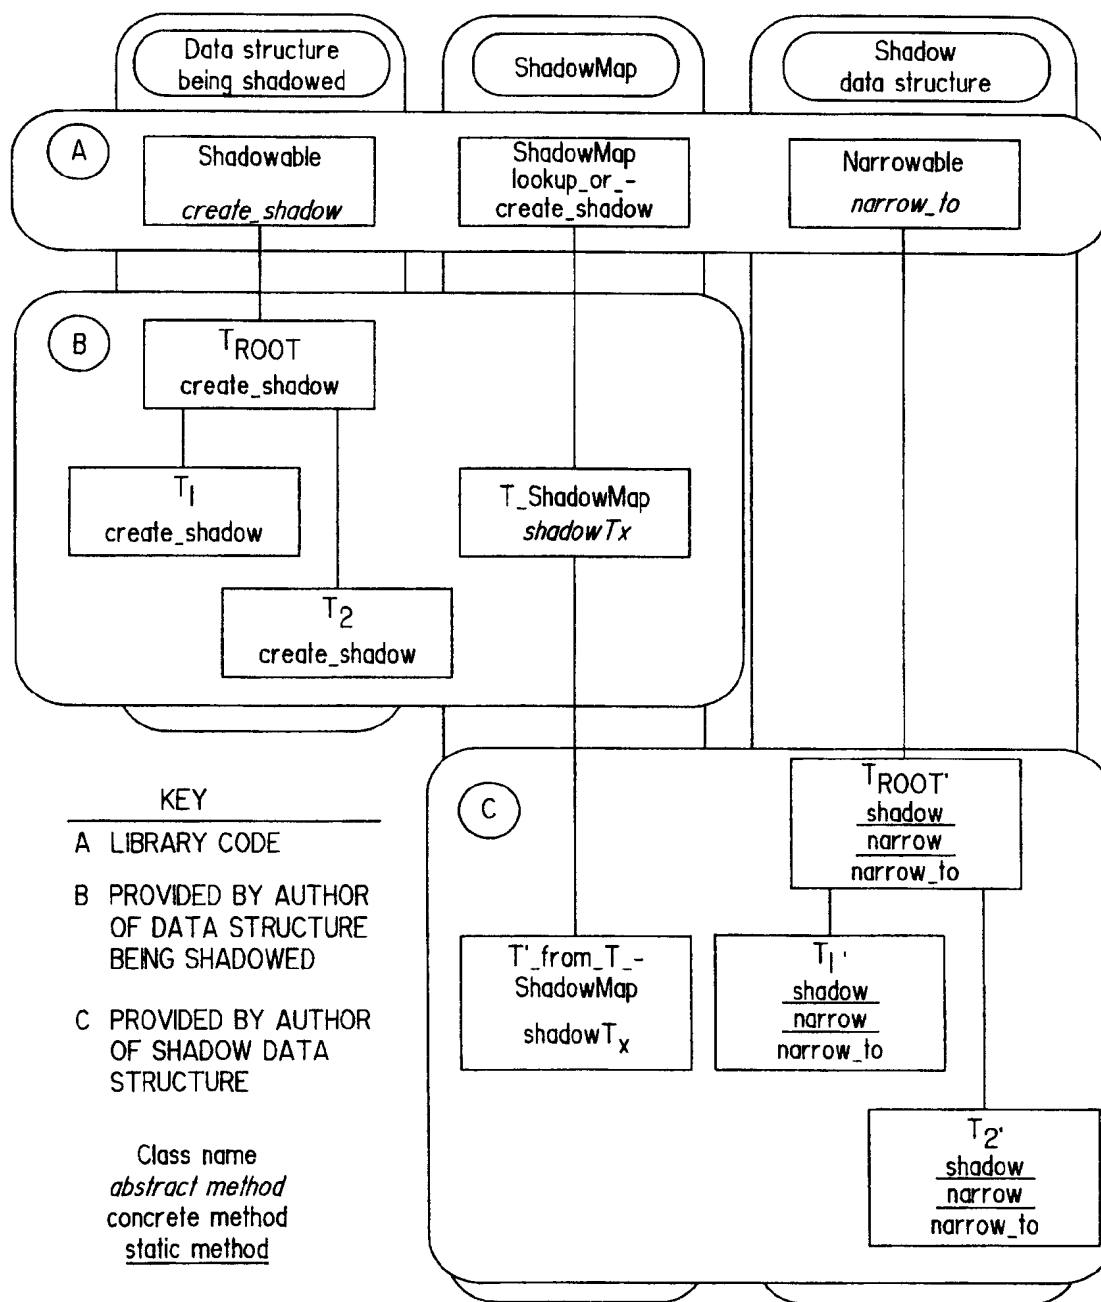 Data structure
being shadowed
ShadowMap
Shadow
data structure
A
Shadowable
create_shadow
ShadowMap
lookup_or_-
create_shadow
Narrowable
narrow_to
B
TROOT
create_shadow
T1
create_shadow
T_ShadowMap
shadowTx
T2
create_shadow
C
TROOT'
shadow
narrow
narrow_to
T'_from_T_-
ShadowMap
shadowTx
T1'
shadow
narrow
narrow_to
T2'
shadow
narrow
narrow_to
KEY
A LIBRARY CODE
B PROVIDED BY AUTHOR
OF DATA STRUCTURE
BEING SHADOWED
C PROVIDED BY AUTHOR
OF SHADOW DATA
STRUCTURE
Class name
abstract method
concrete method
static method